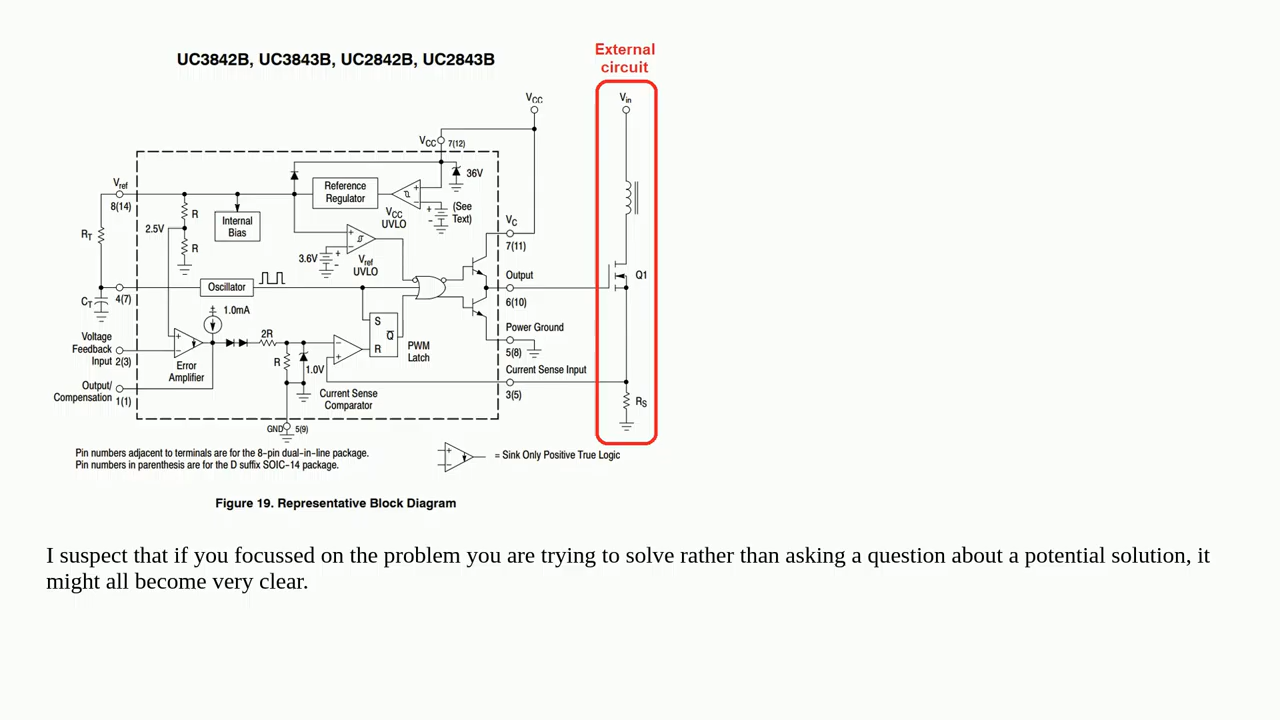 UC3842B, UC3843B, UC2842B, UC2843B
External
circuit
VCC
Vin
VCC 7(12)
36V
Vref
8(14)
Reference
Regulator
R
RT
2.5V
Internal
Bias
VCC
UVLO
(See
Text)
VC
7(11)
R
3.6V
Vref
UVLO
Output
Q1
Oscillator
4(7)
6(10)
CT
1.0mA
S
Q
R
PWM
Latch
Power Ground
5(8)
Voltage
Feedback
Input 2(3)
2R
R
1.0V
Error
Amplifier
Current Sense Input
3(5)
Output/
Compensation 1(1)
Current Sense
Comparator
RS
GND 5(9)
Pin numbers adjacent to terminals are for the 8-pin dual-in-line package.
Pin numbers in parenthesis are for the D suffix SOIC-14 package.
= Sink Only Positive True Logic
Figure 19. Representative Block Diagram
I suspect that if you focussed on the problem you are trying to solve rather than asking a question about a potential solution, it
might all become very clear.